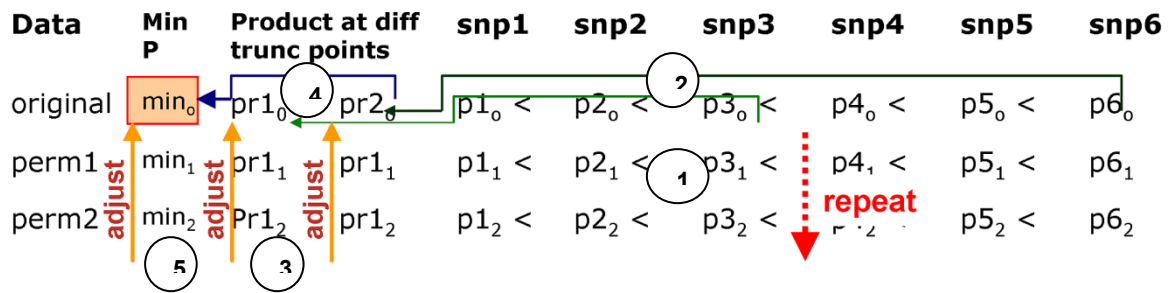 Data Min P Product at diff trunc points snp1 snp2 snp3 snp4 snp5 snp6
4 2
original minₒ pr1ₒ pr2ₒ p1ₒ < p2ₒ < p3ₒ < p4ₒ < p5ₒ < p6ₒ
perm1 min₁ pr1₁ pr1₁ p1₁ < p2₁ < p3₁ < p4₁ < p5₁ < p6₁
1
adjust adjust adjust repeat
perm2 min₂ Pr1₂ pr1₂ p1₂ < p2₂ < p3₂ < p5₂ < p6₂
5 3